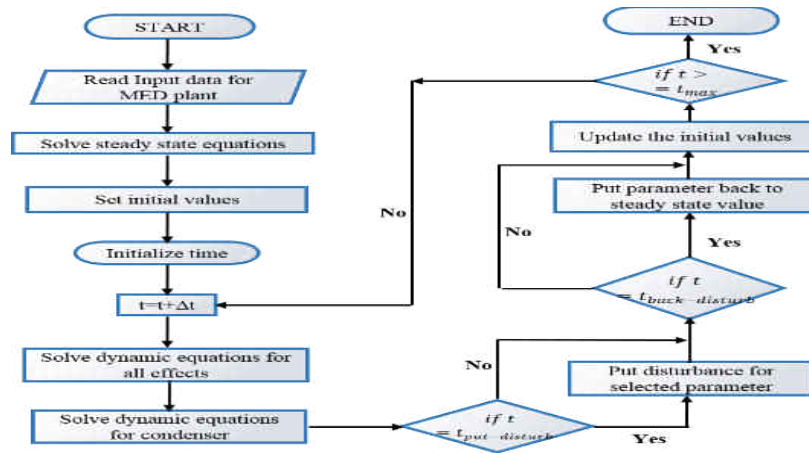 START
Read Input data for
MED plant
Solve steady state equations
Set initial values
Initialize time
t=t+Δt
Solve dynamic equations for
all effects
Solve dynamic equations
for condenser
if t
= t_put-disturb
No
Yes
Put disturbance for
selected parameter
if t
= t_back-disturb
No
Yes
Put parameter back to
steady state value
Update the initial values
if t >
= t_max
No
Yes
END